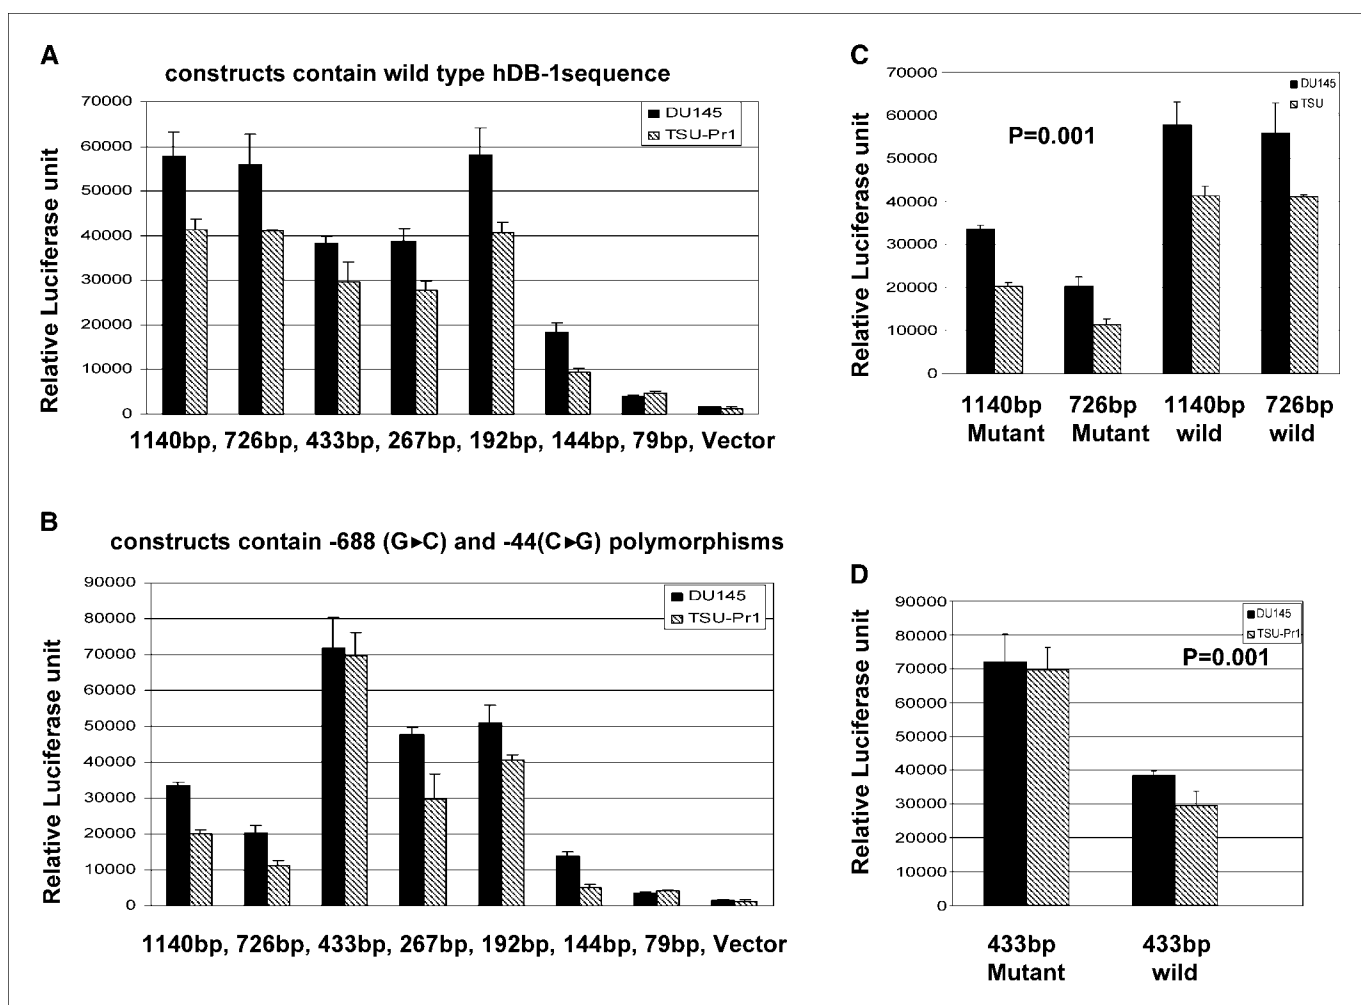 A
constructs contain wild type hDB-1sequence
Relative Luciferase unit
70000
60000
50000
40000
30000
20000
10000
0
DU145
TSU-Pr1
1140bp, 726bp, 433bp, 267bp, 192bp, 144bp, 79bp, Vector
B
constructs contain -688 (G►C) and -44(C►G) polymorphisms
Relative Luciferase unit
90000
80000
70000
60000
50000
40000
30000
20000
10000
0
DU145
TSU-Pr1
1140bp, 726bp, 433bp, 267bp, 192bp, 144bp, 79bp, Vector
C
Relative Luciferase unit
70000
60000
50000
40000
30000
20000
10000
0
DU145
TSU
P=0.001
1140bp 726bp 1140bp 726bp
Mutant Mutant wild wild
D
Relative Luciferase unit
90000
80000
70000
60000
50000
40000
30000
20000
10000
0
DU145
TSU-Pr1
P=0.001
433bp 433bp
Mutant wild